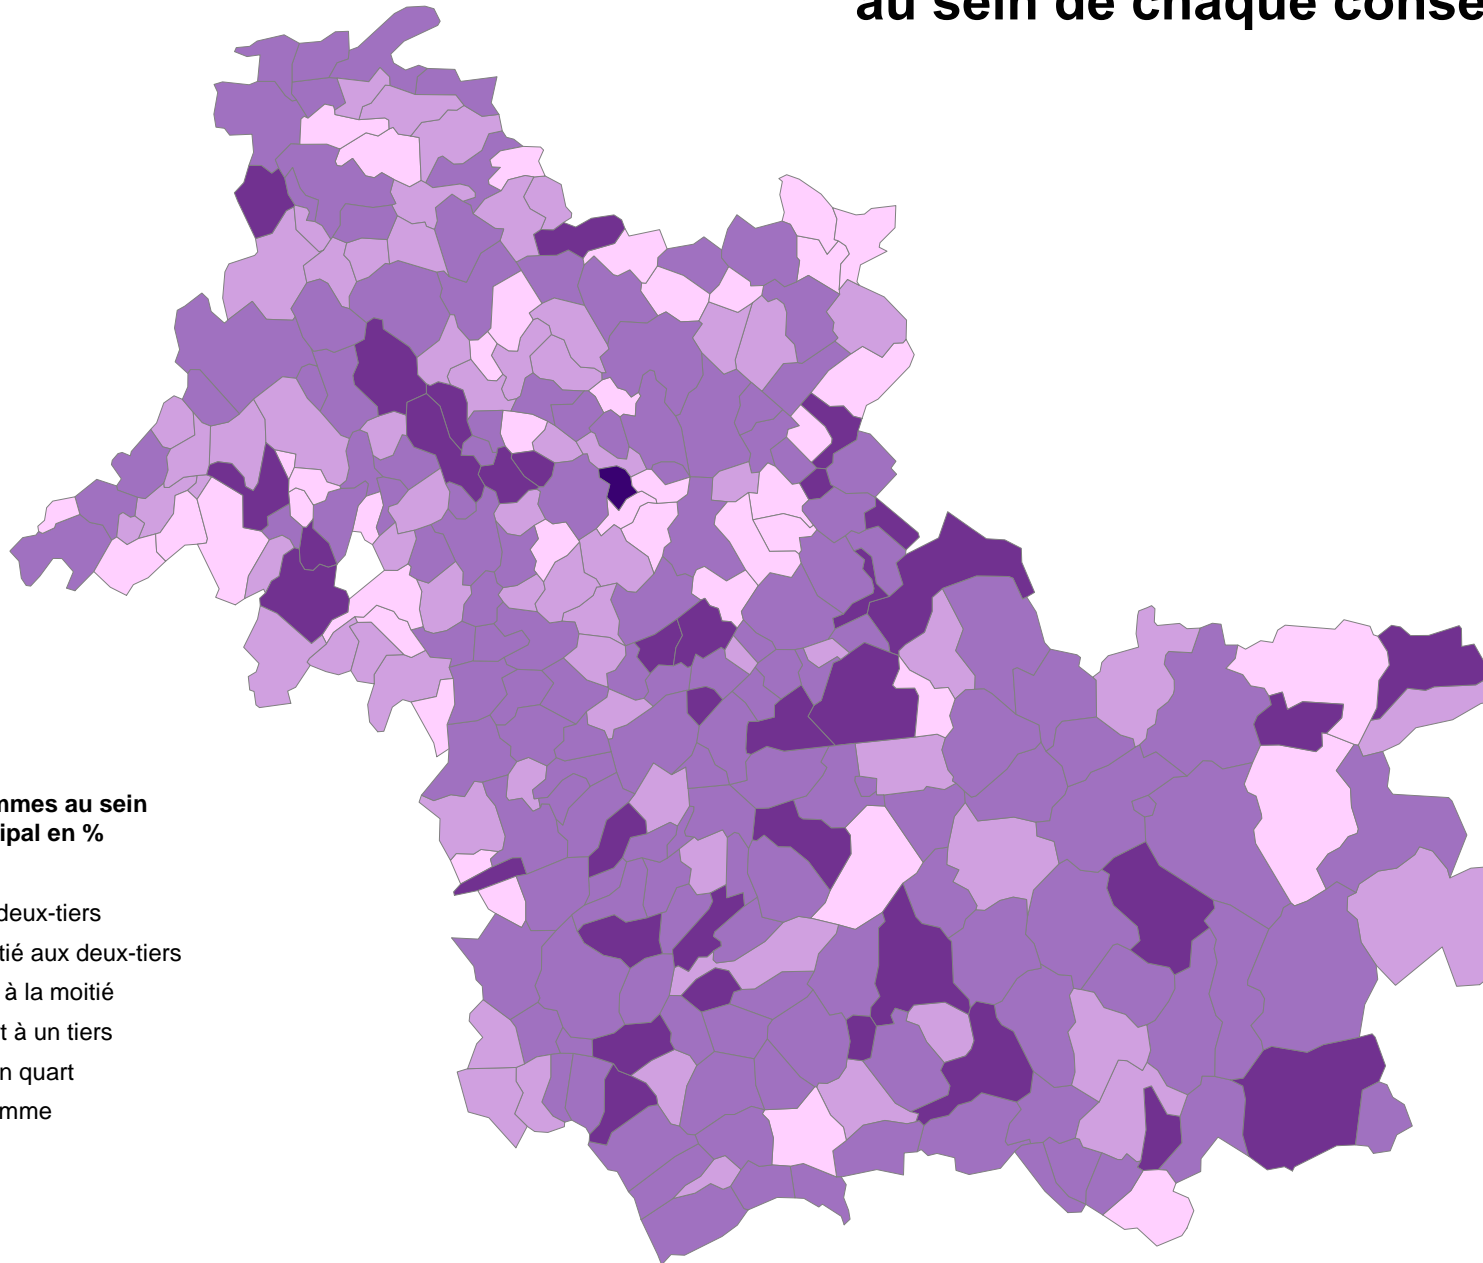 au sein de chaque conse
mmes au sein
ipal en %
deux-tiers
tié aux deux-tiers
à la moitié
t à un tiers
n quart
mme